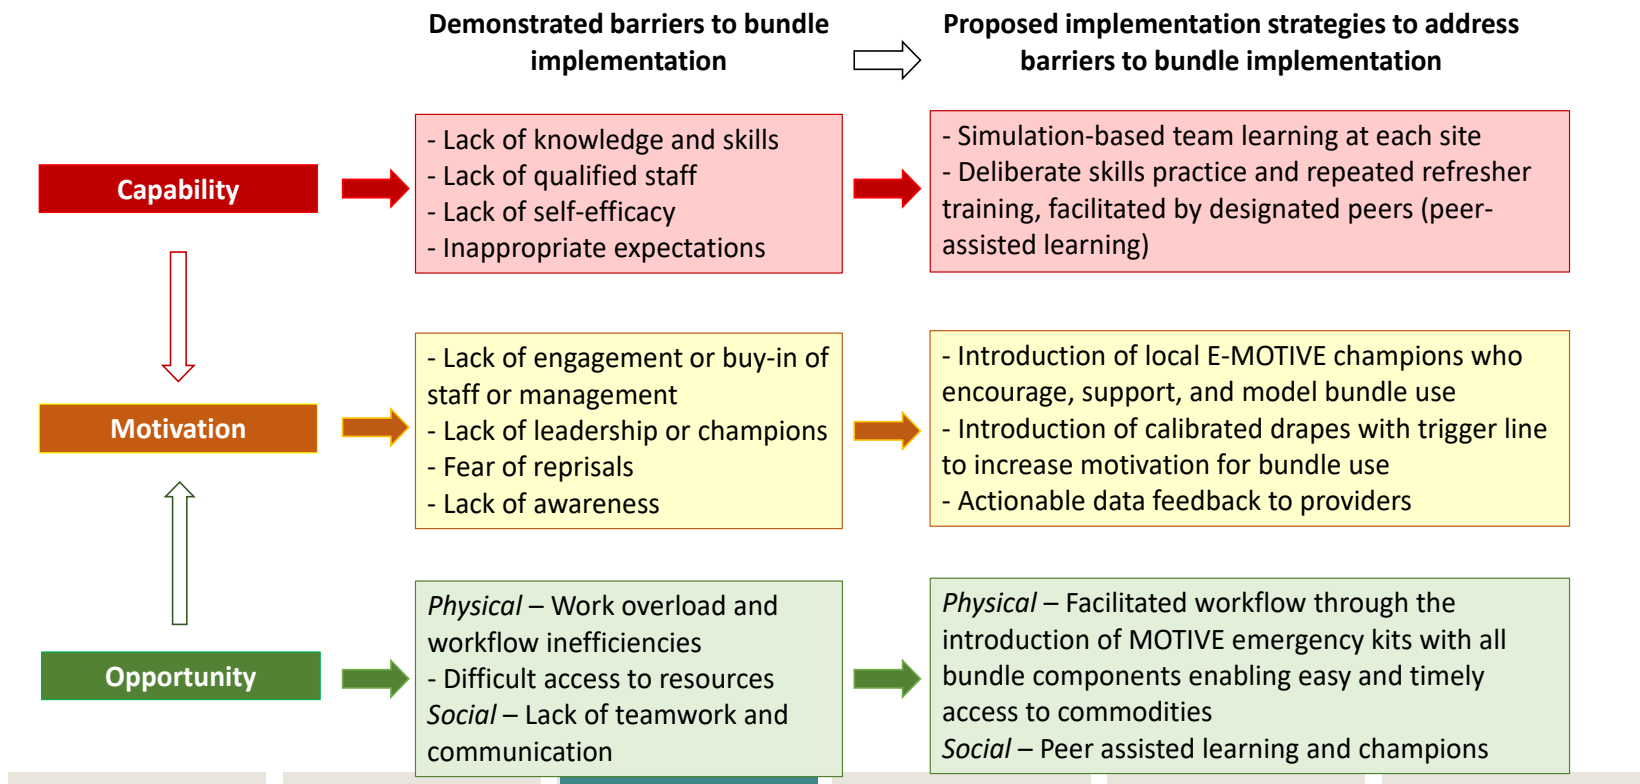 Demonstrated barriers to bundle
implementation
Proposed implementation strategies to address
barriers to bundle implementation
Capability
- Lack of knowledge and skills
- Lack of qualified staff
- Lack of self-efficacy
- Inappropriate expectations
- Simulation-based team learning at each site
- Deliberate skills practice and repeated refresher
training, facilitated by designated peers (peer-
assisted learning)
Motivation
- Lack of engagement or buy-in of
staff or management
- Lack of leadership or champions
- Fear of reprisals
- Lack of awareness
- Introduction of local E-MOTIVE champions who
encourage, support, and model bundle use
- Introduction of calibrated drapes with trigger line
to increase motivation for bundle use
- Actionable data feedback to providers
Opportunity
Physical – Work overload and
workflow inefficiencies
- Difficult access to resources
Social – Lack of teamwork and
communication
Physical – Facilitated workflow through the
introduction of MOTIVE emergency kits with all
bundle components enabling easy and timely
access to commodities
Social – Peer assisted learning and champions